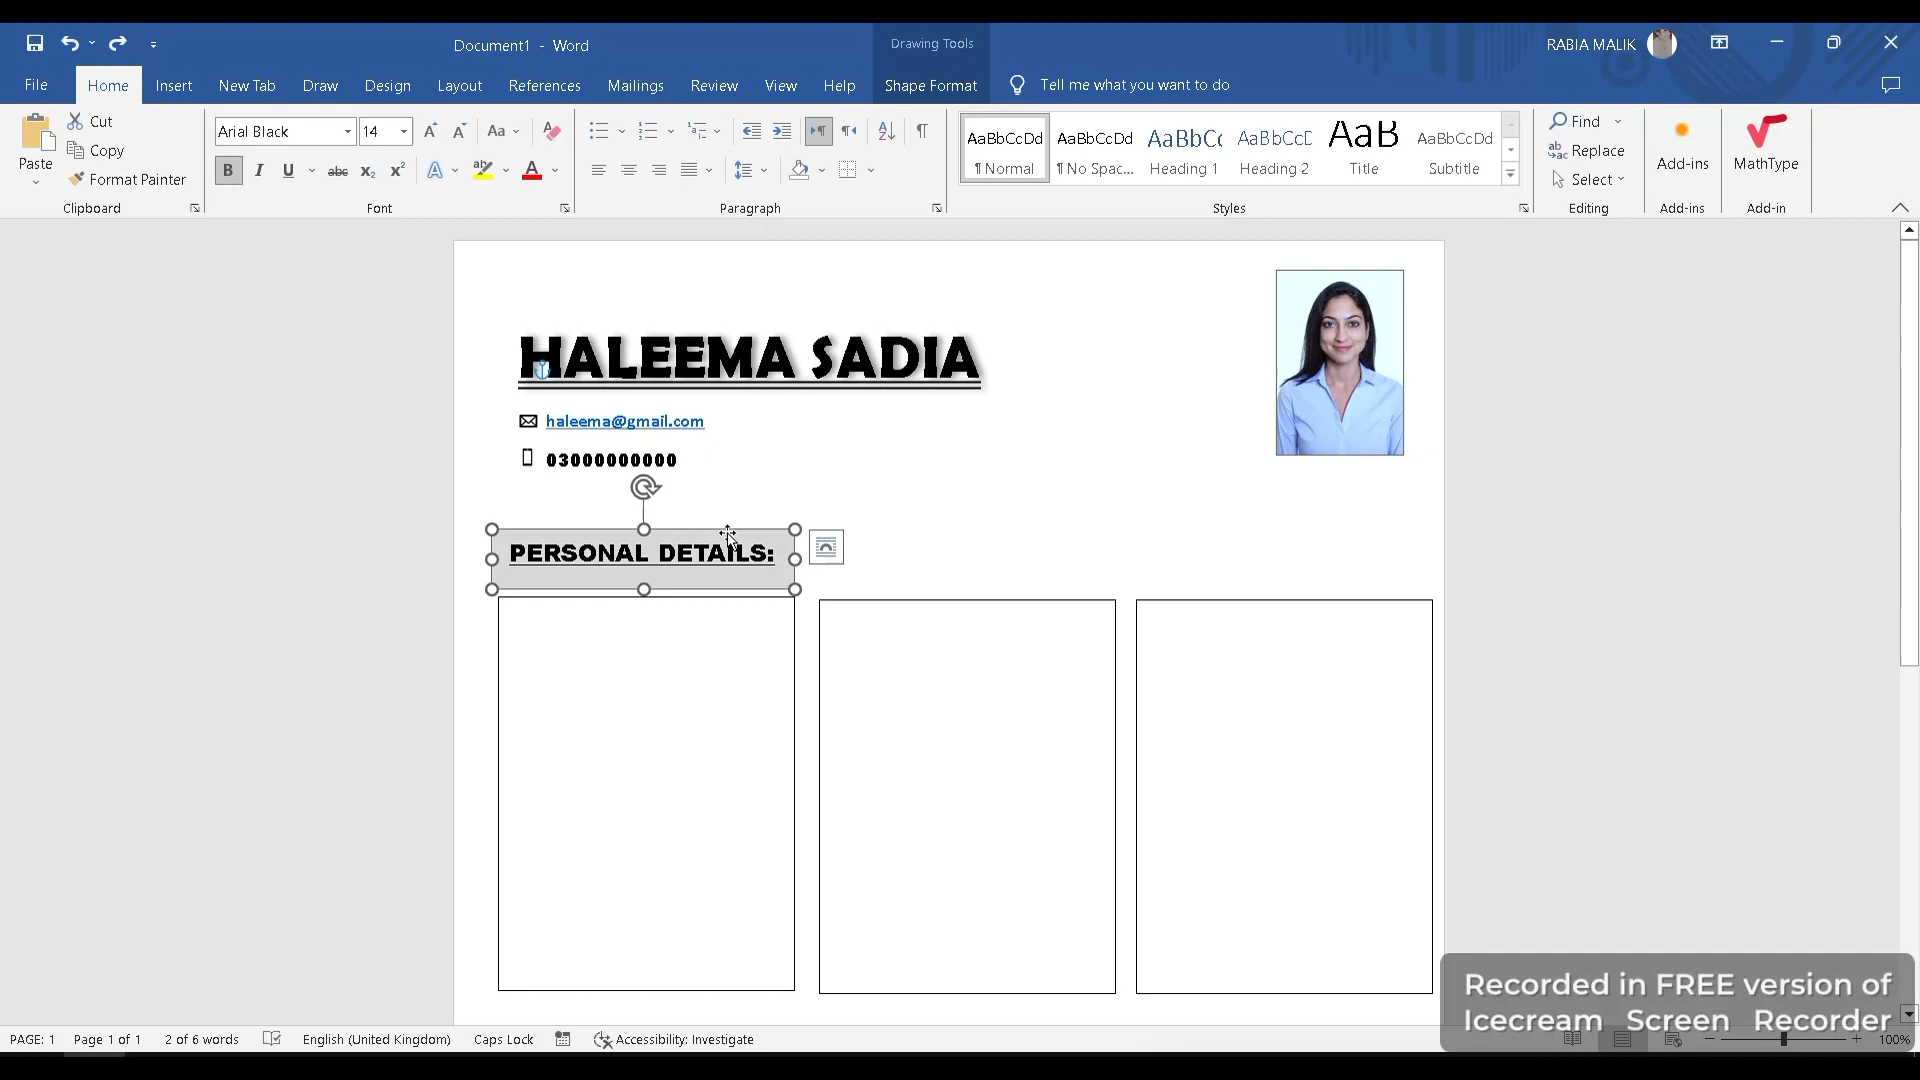 Document1 - Word
Drawing Tools
RABIA MALIK
File Home Insert New Tab Draw Design Layout References Mailings Review View Help Shape Format Tell me what you want to do
Paste
Cut
Copy
Format Painter
Clipboard
Arial Black 14
Aa
B I U abc x₂ x² A A
Font
Paragraph
AaBbCcDd AaBbCcDd AaBbCc AaBbCcD AaB AaBbCcDd
¶ Normal ¶ No Spac... Heading 1 Heading 2 Title Subtitle
Styles
Find
Replace
Select
Editing
Add-ins
Add-ins
MathType
Add-in
HALEEMA SADIA
haleema@gmail.com
03000000000
PERSONAL DETAILS:
Recorded in FREE version of
Icecream Screen Recorder
PAGE: 1 Page 1 of 1 2 of 6 words English (United Kingdom) Caps Lock Accessibility: Investigate 100%